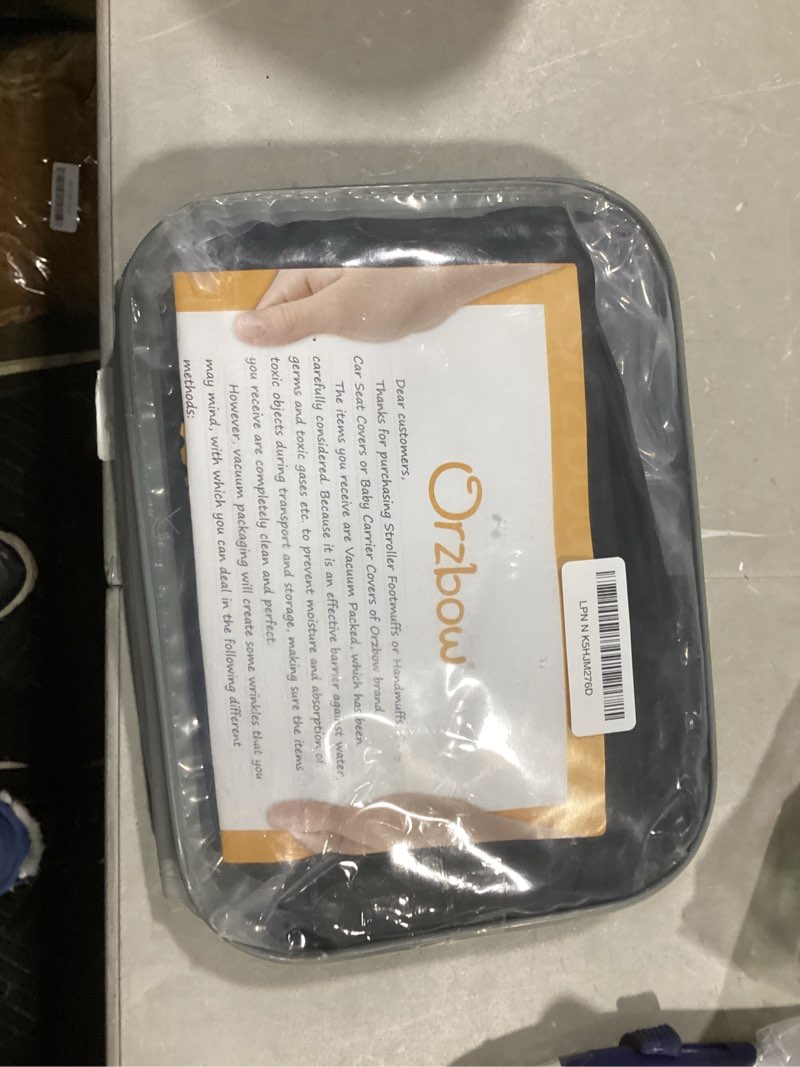 Orzbow
Dear customers,
Thanks for purchasing Stroller Footmuffs or Handmuffs
Car Seat Covers or Baby Carrier Covers of Orzbow brand
The items you receive are Vacuum Packed, which has been
carefully considered. Because it is an effective barrier against water,
germs and toxic gases etc. to prevent moisture and absorption of
toxic objects during transport and storage, making sure the items
you receive are completely clean and perfect.
However, vacuum packaging will create some wrinkles that you
may mind, with which you can deal in the following different
methods:
LPN N K5HJM276D